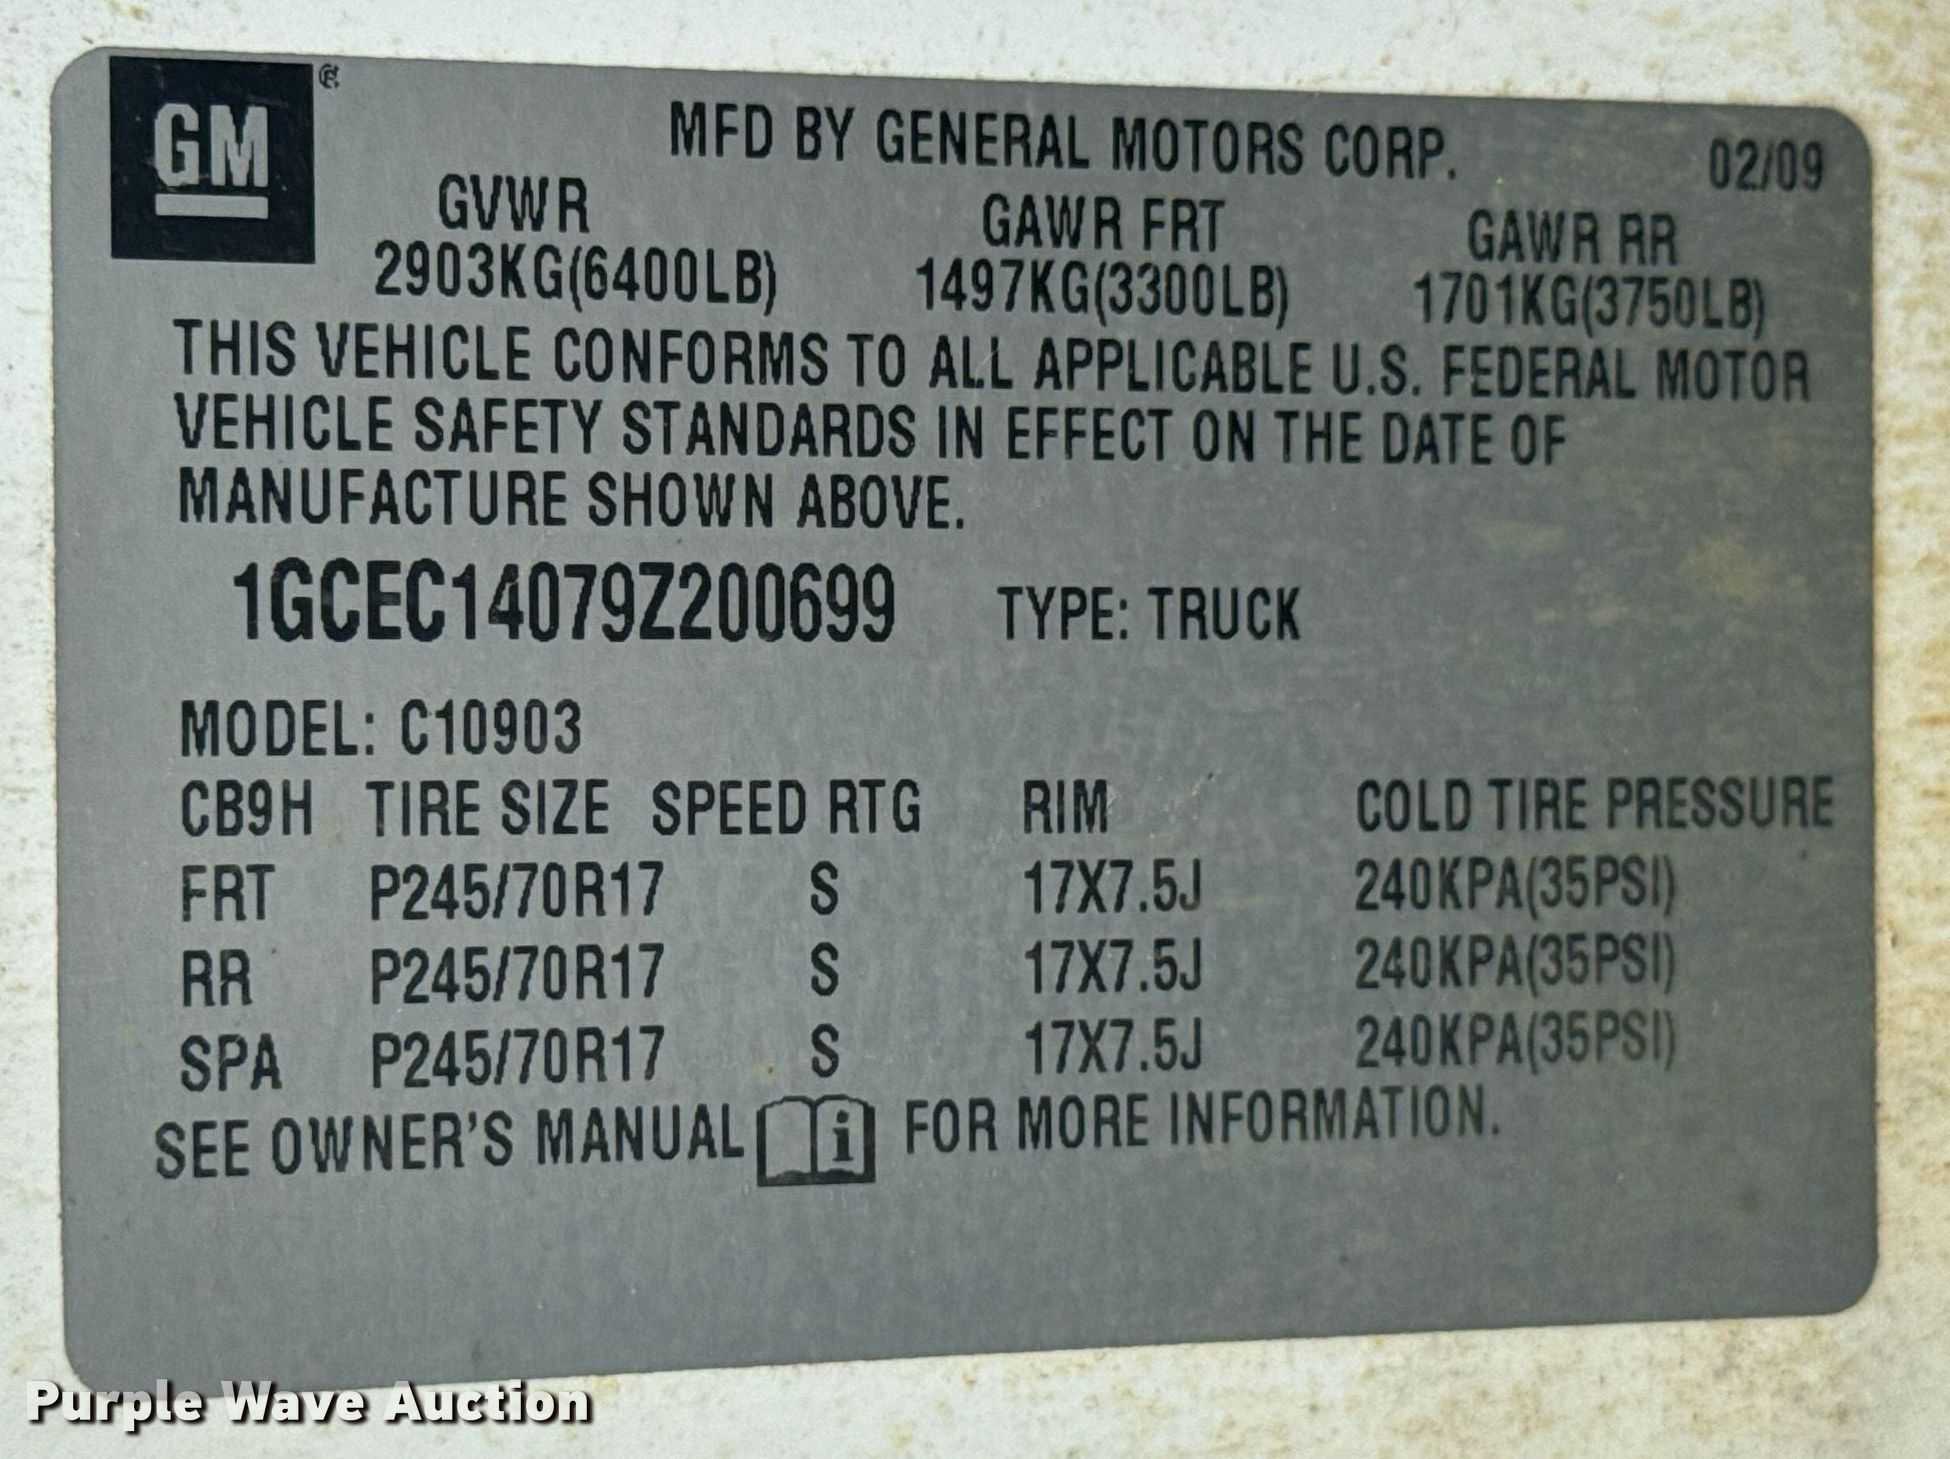 GM
MFD BY GENERAL MOTORS CORP. 02/09
GVWR GAWR FRT GAWR RR
2903KG(6400LB) 1497KG(3300LB) 1701KG(3750LB)
THIS VEHICLE CONFORMS TO ALL APPLICABLE U.S. FEDERAL MOTOR
VEHICLE SAFETY STANDARDS IN EFFECT ON THE DATE OF
MANUFACTURE SHOWN ABOVE.
1GCEC14079Z200699 TYPE: TRUCK
MODEL: C10903
CB9H TIRE SIZE SPEED RTG RIM COLD TIRE PRESSURE
FRT P245/70R17 S 17X7.5J 240KPA(35PSI)
RR P245/70R17 S 17X7.5J 240KPA(35PSI)
SPA P245/70R17 S 17X7.5J 240KPA(35PSI)
SEE OWNER'S MANUAL i FOR MORE INFORMATION.
Purple Wave Auction